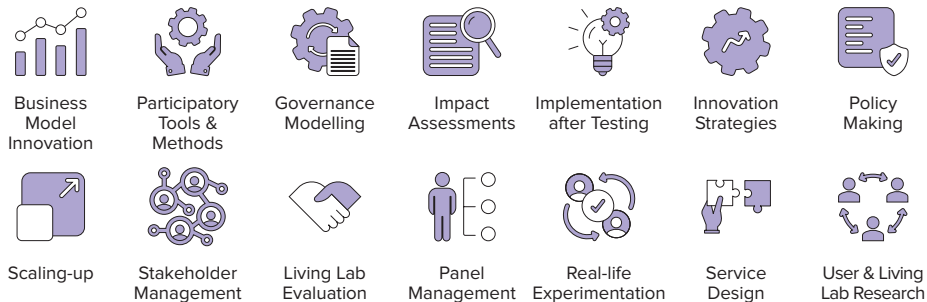 Business
Model
Innovation
Participatory
Tools &
Methods
Governance
Modelling
Impact
Assessments
Implementation
after Testing
Innovation
Strategies
Policy
Making
Scaling-up
Stakeholder
Management
Living Lab
Evaluation
Panel
Management
Real-life
Experimentation
Service
Design
User & Living
Lab Research